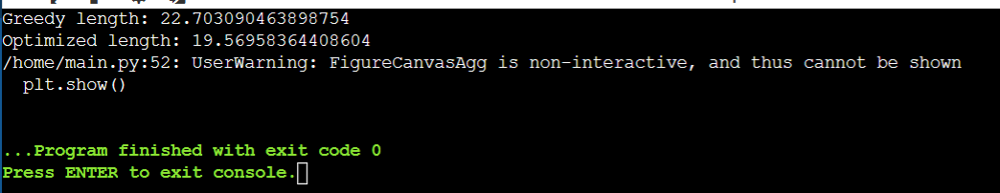 Greedy length: 22.703090463898754
Optimized length: 19.56958364408604
/home/main.py:52: UserWarning: FigureCanvasAgg is non-interactive, and thus cannot be shown
  plt.show()
...Program finished with exit code 0
Press ENTER to exit console.